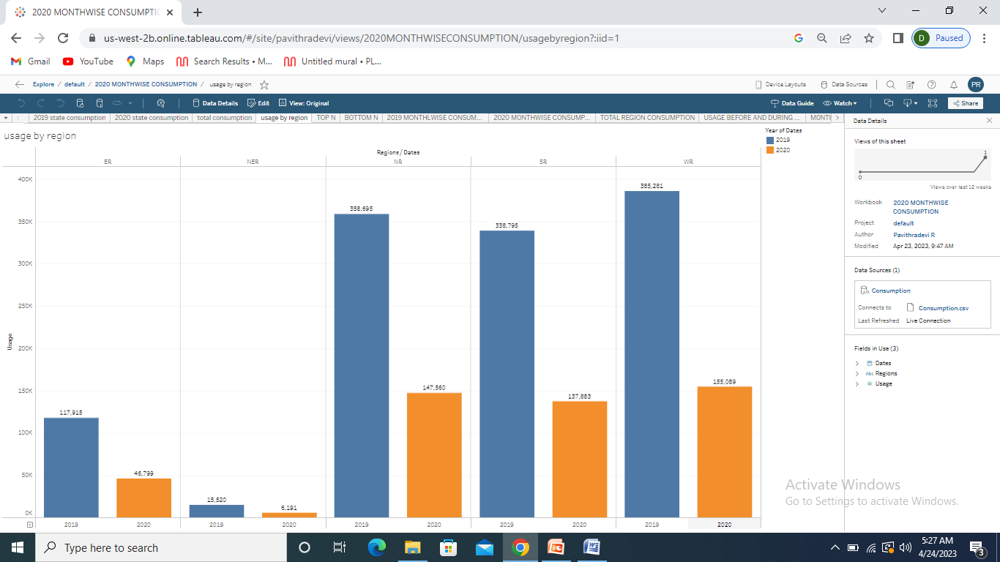 2020 MONTHWISE CONSUMPTIO
us-west-2b.online.tableau.com/#/site/pavithradevi/views/2020MONTHWISECONSUMPTION/usagebyregion?:iid=1
D Paused
Gmail YouTube Maps Search Results • M... Untitled mural • PL...
Explore / default / 2020 MONTHWISE CONSUMPTION / usage by region
Device Layouts Data Sources PR
Data Details Edit View: Original Data Guide Watch Share
2019 state consumption 2020 state consumption total consumption usage by region TOP N BOTTOM N 2019 MONTHLWISE CONSUM... 2020 MONTHWISE CONSUMP... TOTAL REGION CONSUMPTION USAGE BEFORE AND DURING ... MONTH
usage by region
Year of Dates
2019
2020
Regions / Dates
ER NER NR SR WR
Usage
400K
350K
300K
250K
200K
150K
100K
50K
0K
117,915
46,799
15,520
6,191
358,695
147,560
338,795
137,883
385,281
155,089
2019 2020 2019 2020 2019 2020 2019 2020 2019 2020
Data Details
Views of this sheet
1
0
Views over last 12 weeks
Workbook 2020 MONTHWISE
CONSUMPTION
Project default
Author Pavithradevi R
Modified Apr 23, 2023, 9:47 AM
Data Sources (1)
Consumption
Connects to Consumption.csv
Last Refreshed Live Connection
Fields in Use (3)
Dates
Abc Regions
# Usage
Activate Windows
Go to Settings to activate Windows.
Type here to search
5:27 AM
4/24/2023
3